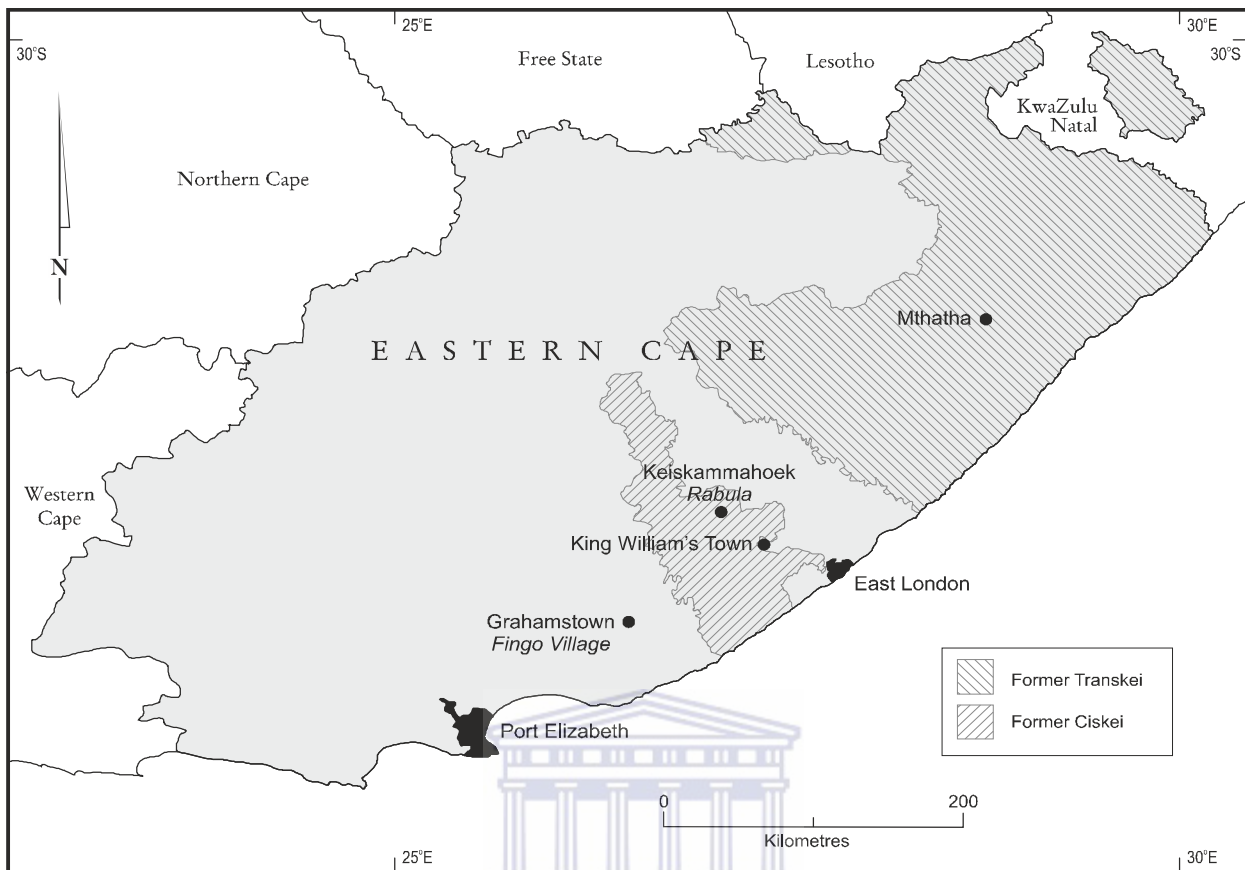 25°E
30°E
30°S
30°S
Free State
Lesotho
KwaZulu
Natal
Northern Cape
N
Mthatha
EASTERN CAPE
Keiskammahoek
Rabula
Western
Cape
King William's Town
East London
Grahamstown
Fingo Village
Former Transkei
Former Ciskei
Port Elizabeth
0 200
Kilometres
25°E
30°E